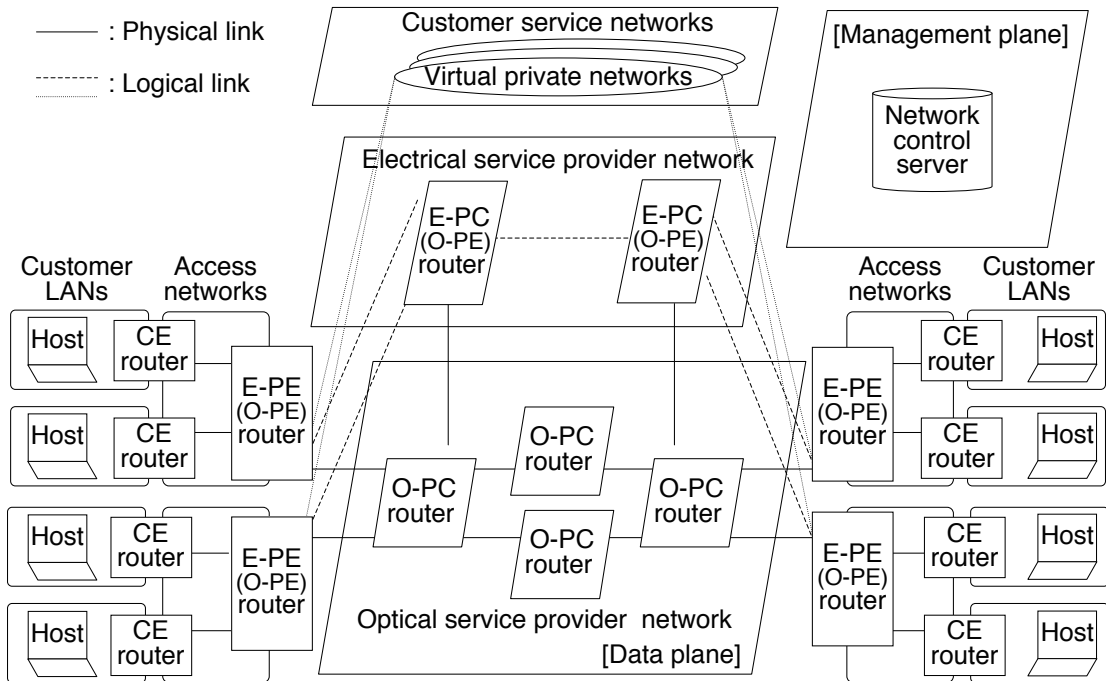 : Physical link
: Logical link
Customer service networks
Virtual private networks
[Management plane]
Network
control
server
Electrical service provider network
E-PC
(O-PE)
router
E-PC
(O-PE)
router
Customer
LANs
Access
networks
Access
networks
Customer
LANs
Host
CE
router
E-PE
(O-PE)
router
Host
CE
router
Host
CE
router
E-PE
(O-PE)
router
Host
CE
router
O-PC
router
O-PC
router
O-PC
router
O-PC
router
E-PE
(O-PE)
router
CE
router
Host
CE
router
Host
E-PE
(O-PE)
router
CE
router
Host
CE
router
Host
Optical service provider network
[Data plane]